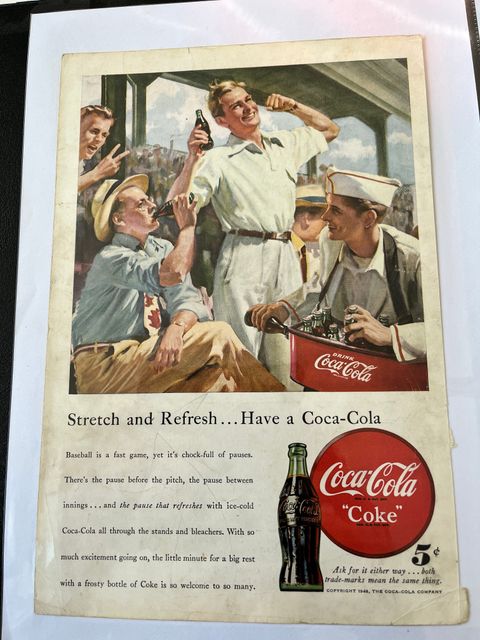 DRINK
Coca-Cola
Stretch and Refresh...Have a Coca-Cola
Baseball is a fast game, yet it's chock-full of pauses.
There's the pause before the pitch, the pause between
innings...and the pause that refreshes with ice-cold
Coca-Cola all through the stands and bleachers. With so
much excitement going on, the little minute for a big rest
with a frosty bottle of Coke is so welcome to so many.
Coca-Cola
Coca-Cola
"Coke"
5¢
Ask for it either way...both
trade-marks mean the same thing.
COPYRIGHT 1948, THE COCA-COLA COMPANY